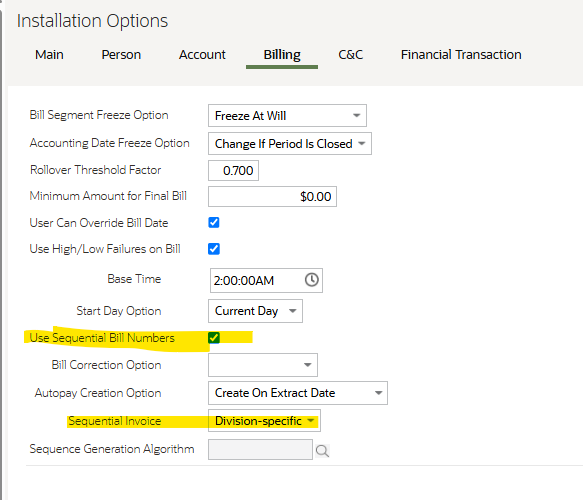 Installation Options
Main Person Account Billing C&C Financial Transaction
Bill Segment Freeze Option Freeze At Will
Accounting Date Freeze Option Change If Period Is Closed
Rollover Threshold Factor 0.700
Minimum Amount for Final Bill $0.00
User Can Override Bill Date
Use High/Low Failures on Bill
Base Time 2:00:00AM
Start Day Option Current Day
Use Sequential Bill Numbers
Bill Correction Option
Autopay Creation Option Create On Extract Date
Sequential Invoice Division-specific
Sequence Generation Algorithm